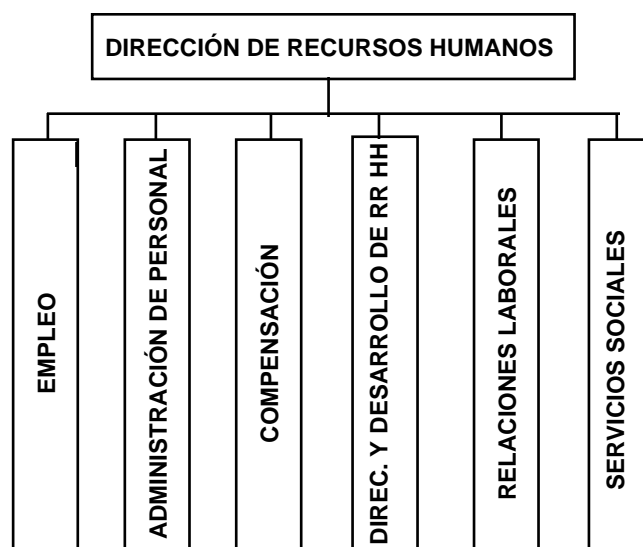 DIRECCIÓN DE RECURSOS HUMANOS
EMPLEO
ADMINISTRACIÓN DE PERSONAL
COMPENSACIÓN
DIREC. Y DESARROLLO DE RR HH
RELACIONES LABORALES
SERVICIOS SOCIALES